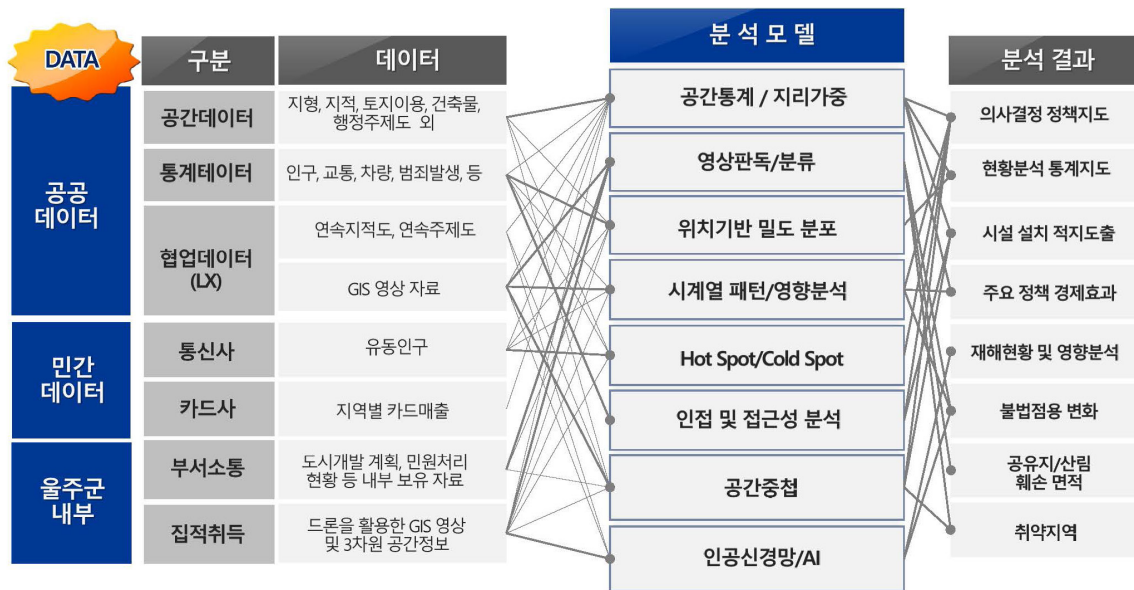 DATA
구분
데이터
분석모델
분석 결과
공공
데이터
공간데이터
지형, 지적, 토지이용, 건축물,
행정주제도 외
통계테이터
인구, 교통, 차량, 범죄발생, 등
협업데이터
(LX)
연속지적도, 연속주제도
GIS 영상 자료
민간
데이터
통신사
유동인구
카드사
지역별 카드매출
울주군
내부
부서소통
도시개발 계획, 민원처리
현황 등 내부 보유 자료
집적취득
드론을 활용한 GIS 영상
및 3차원 공간정보
공간통계 / 지리가중
영상판독/분류
위치기반 밀도 분포
시계열 패턴/영향분석
Hot Spot/Cold Spot
인접 및 접근성 분석
공간중첩
인공신경망/AI
의사결정 정책지도
현황분석 통계지도
시설 설치 적지도출
주요 정책 경제효과
재해현황 및 영향분석
불법점용 변화
공유지/산림
훼손 면적
취약지역